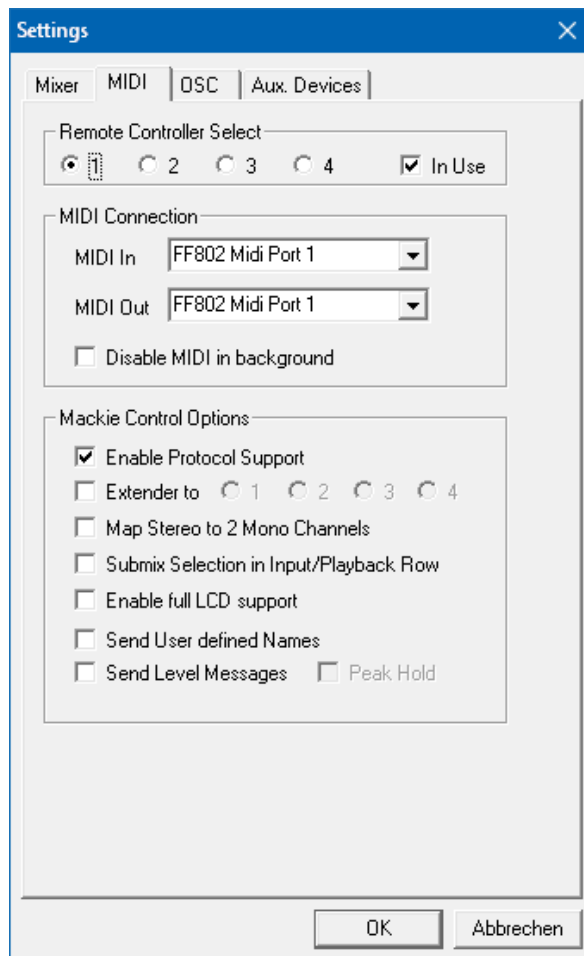 Settings
Mixer MIDI OSC Aux. Devices
Remote Controller Select
1 2 3 4 In Use
MIDI Connection
MIDI In FF802 Midi Port 1
MIDI Out FF802 Midi Port 1
Disable MIDI in background
Mackie Control Options
Enable Protocol Support
Extender to 1 2 3 4
Map Stereo to 2 Mono Channels
Submix Selection in Input/Playback Row
Enable full LCD support
Send User defined Names
Send Level Messages Peak Hold
OK Abbrechen